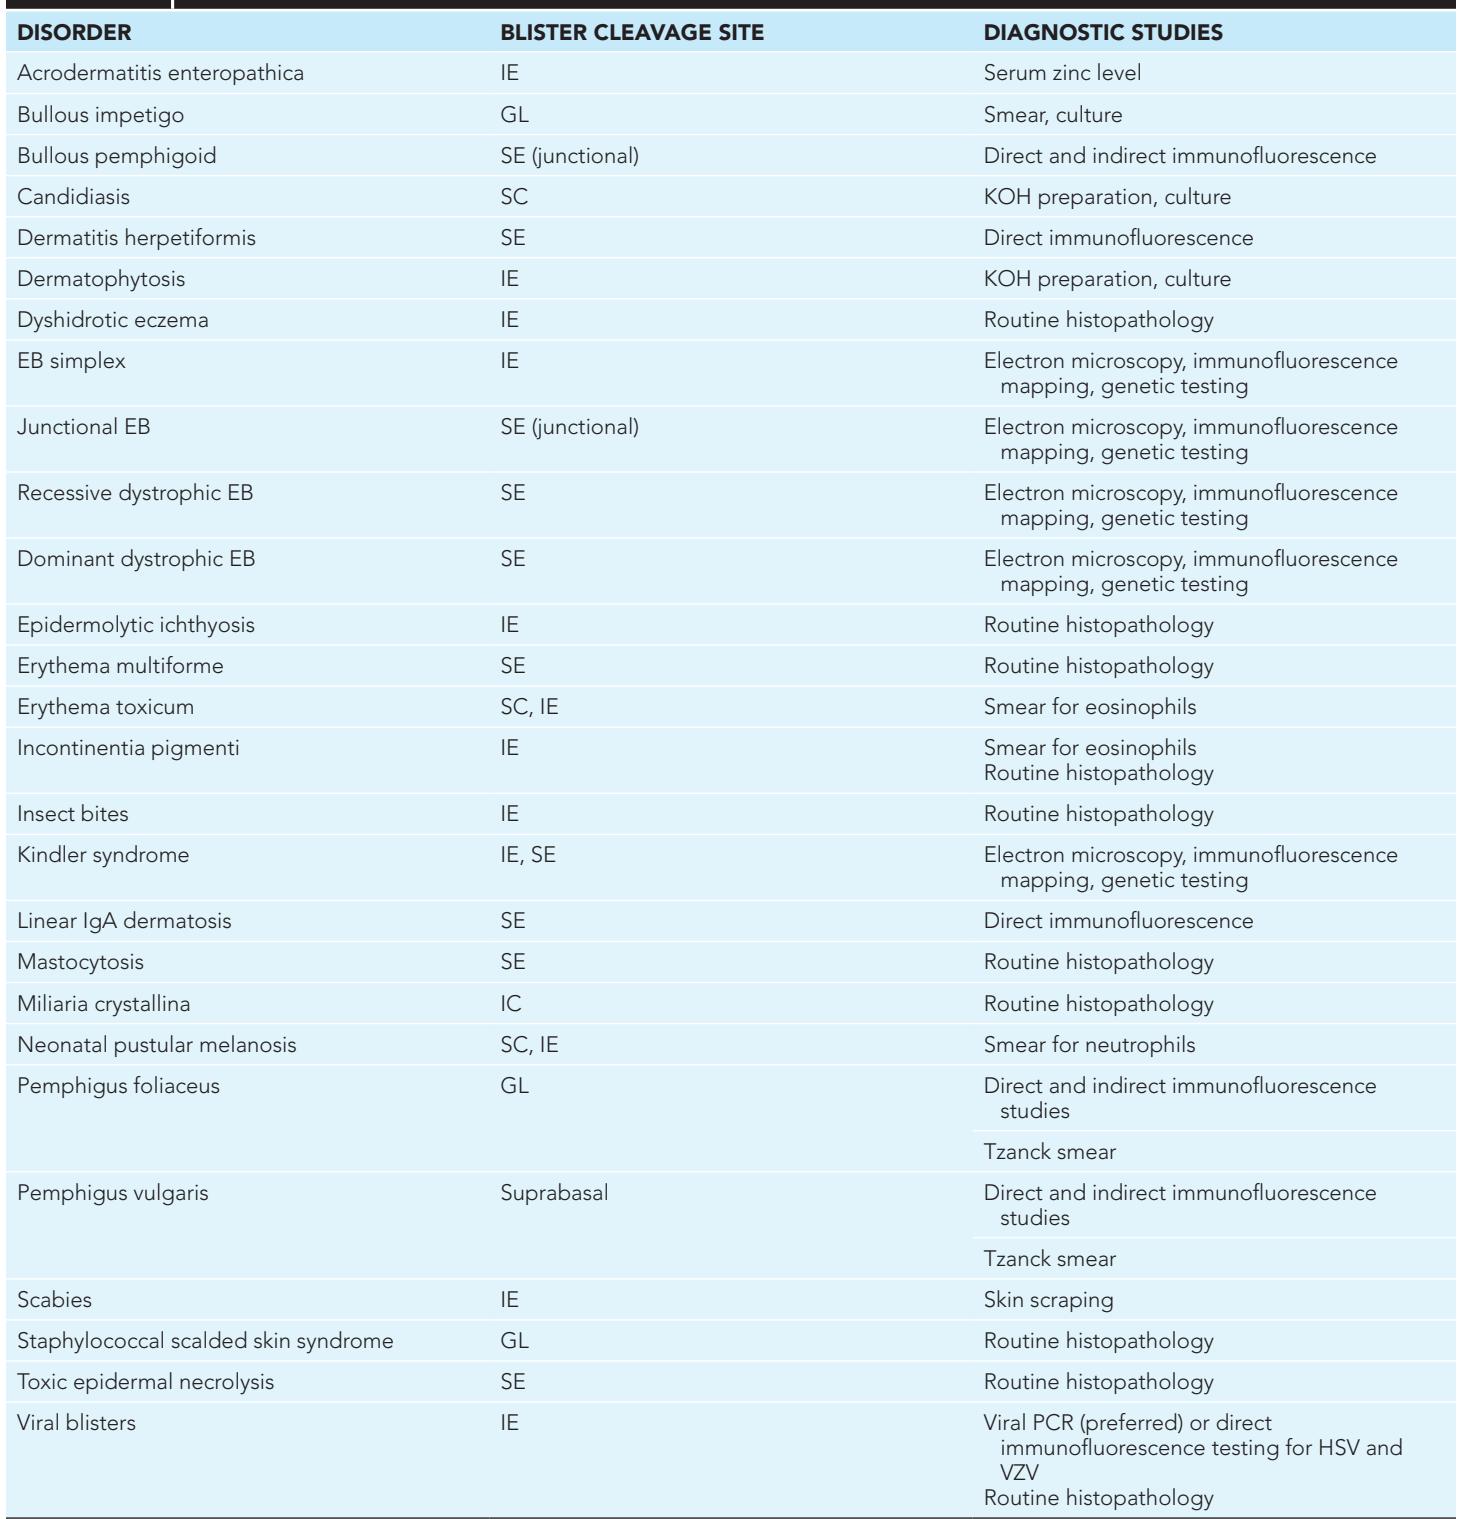 DISORDER BLISTER CLEAVAGE SITE DIAGNOSTIC STUDIES
Acrodermatitis enteropathica IE Serum zinc level
Bullous impetigo GL Smear, culture
Bullous pemphigoid SE (junctional) Direct and indirect immunofluorescence
Candidiasis SC KOH preparation, culture
Dermatitis herpetiformis SE Direct immunofluorescence
Dermatophytosis IE KOH preparation, culture
Dyshidrotic eczema IE Routine histopathology
EB simplex IE Electron microscopy, immunofluorescence
mapping, genetic testing
Junctional EB SE (junctional) Electron microscopy, immunofluorescence
mapping, genetic testing
Recessive dystrophic EB SE Electron microscopy, immunofluorescence
mapping, genetic testing
Dominant dystrophic EB SE Electron microscopy, immunofluorescence
mapping, genetic testing
Epidermolytic ichthyosis IE Routine histopathology
Erythema multiforme SE Routine histopathology
Erythema toxicum SC, IE Smear for eosinophils
Incontinentia pigmenti IE Smear for eosinophils
Routine histopathology
Insect bites IE Routine histopathology
Kindler syndrome IE, SE Electron microscopy, immunofluorescence
mapping, genetic testing
Linear IgA dermatosis SE Direct immunofluorescence
Mastocytosis SE Routine histopathology
Miliaria crystallina IC Routine histopathology
Neonatal pustular melanosis SC, IE Smear for neutrophils
Pemphigus foliaceus GL Direct and indirect immunofluorescence
studies
Tzanck smear
Pemphigus vulgaris Suprabasal Direct and indirect immunofluorescence
studies
Tzanck smear
Scabies IE Skin scraping
Staphylococcal scalded skin syndrome GL Routine histopathology
Toxic epidermal necrolysis SE Routine histopathology
Viral blisters IE Viral PCR (preferred) or direct
immunofluorescence testing for HSV and
VZV
Routine histopathology